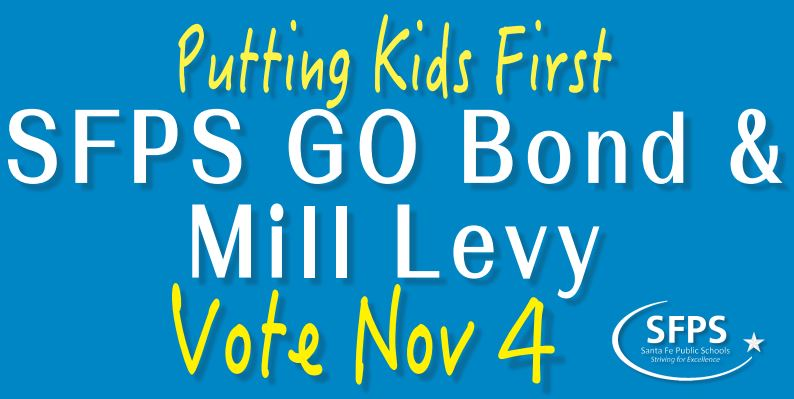 Putting Kids First
SFPS GO Bond &
Mill Levy
Vote Nov 4
SFPS
Santa Fe Public Schools
Striving for Excellence